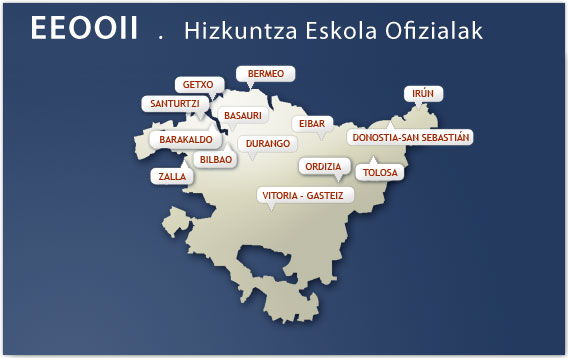 EEOOII . Hizkuntza Eskola Ofizialak
BERMEO
GETXO
IRÚN
SANTURTZI
BASAURI
EIBAR
BARAKALDO
DURANGO
DONOSTIA-SAN SEBASTIÁN
BILBAO
ORDIZIA
TOLOSA
ZALLA
VITORIA - GASTEIZ